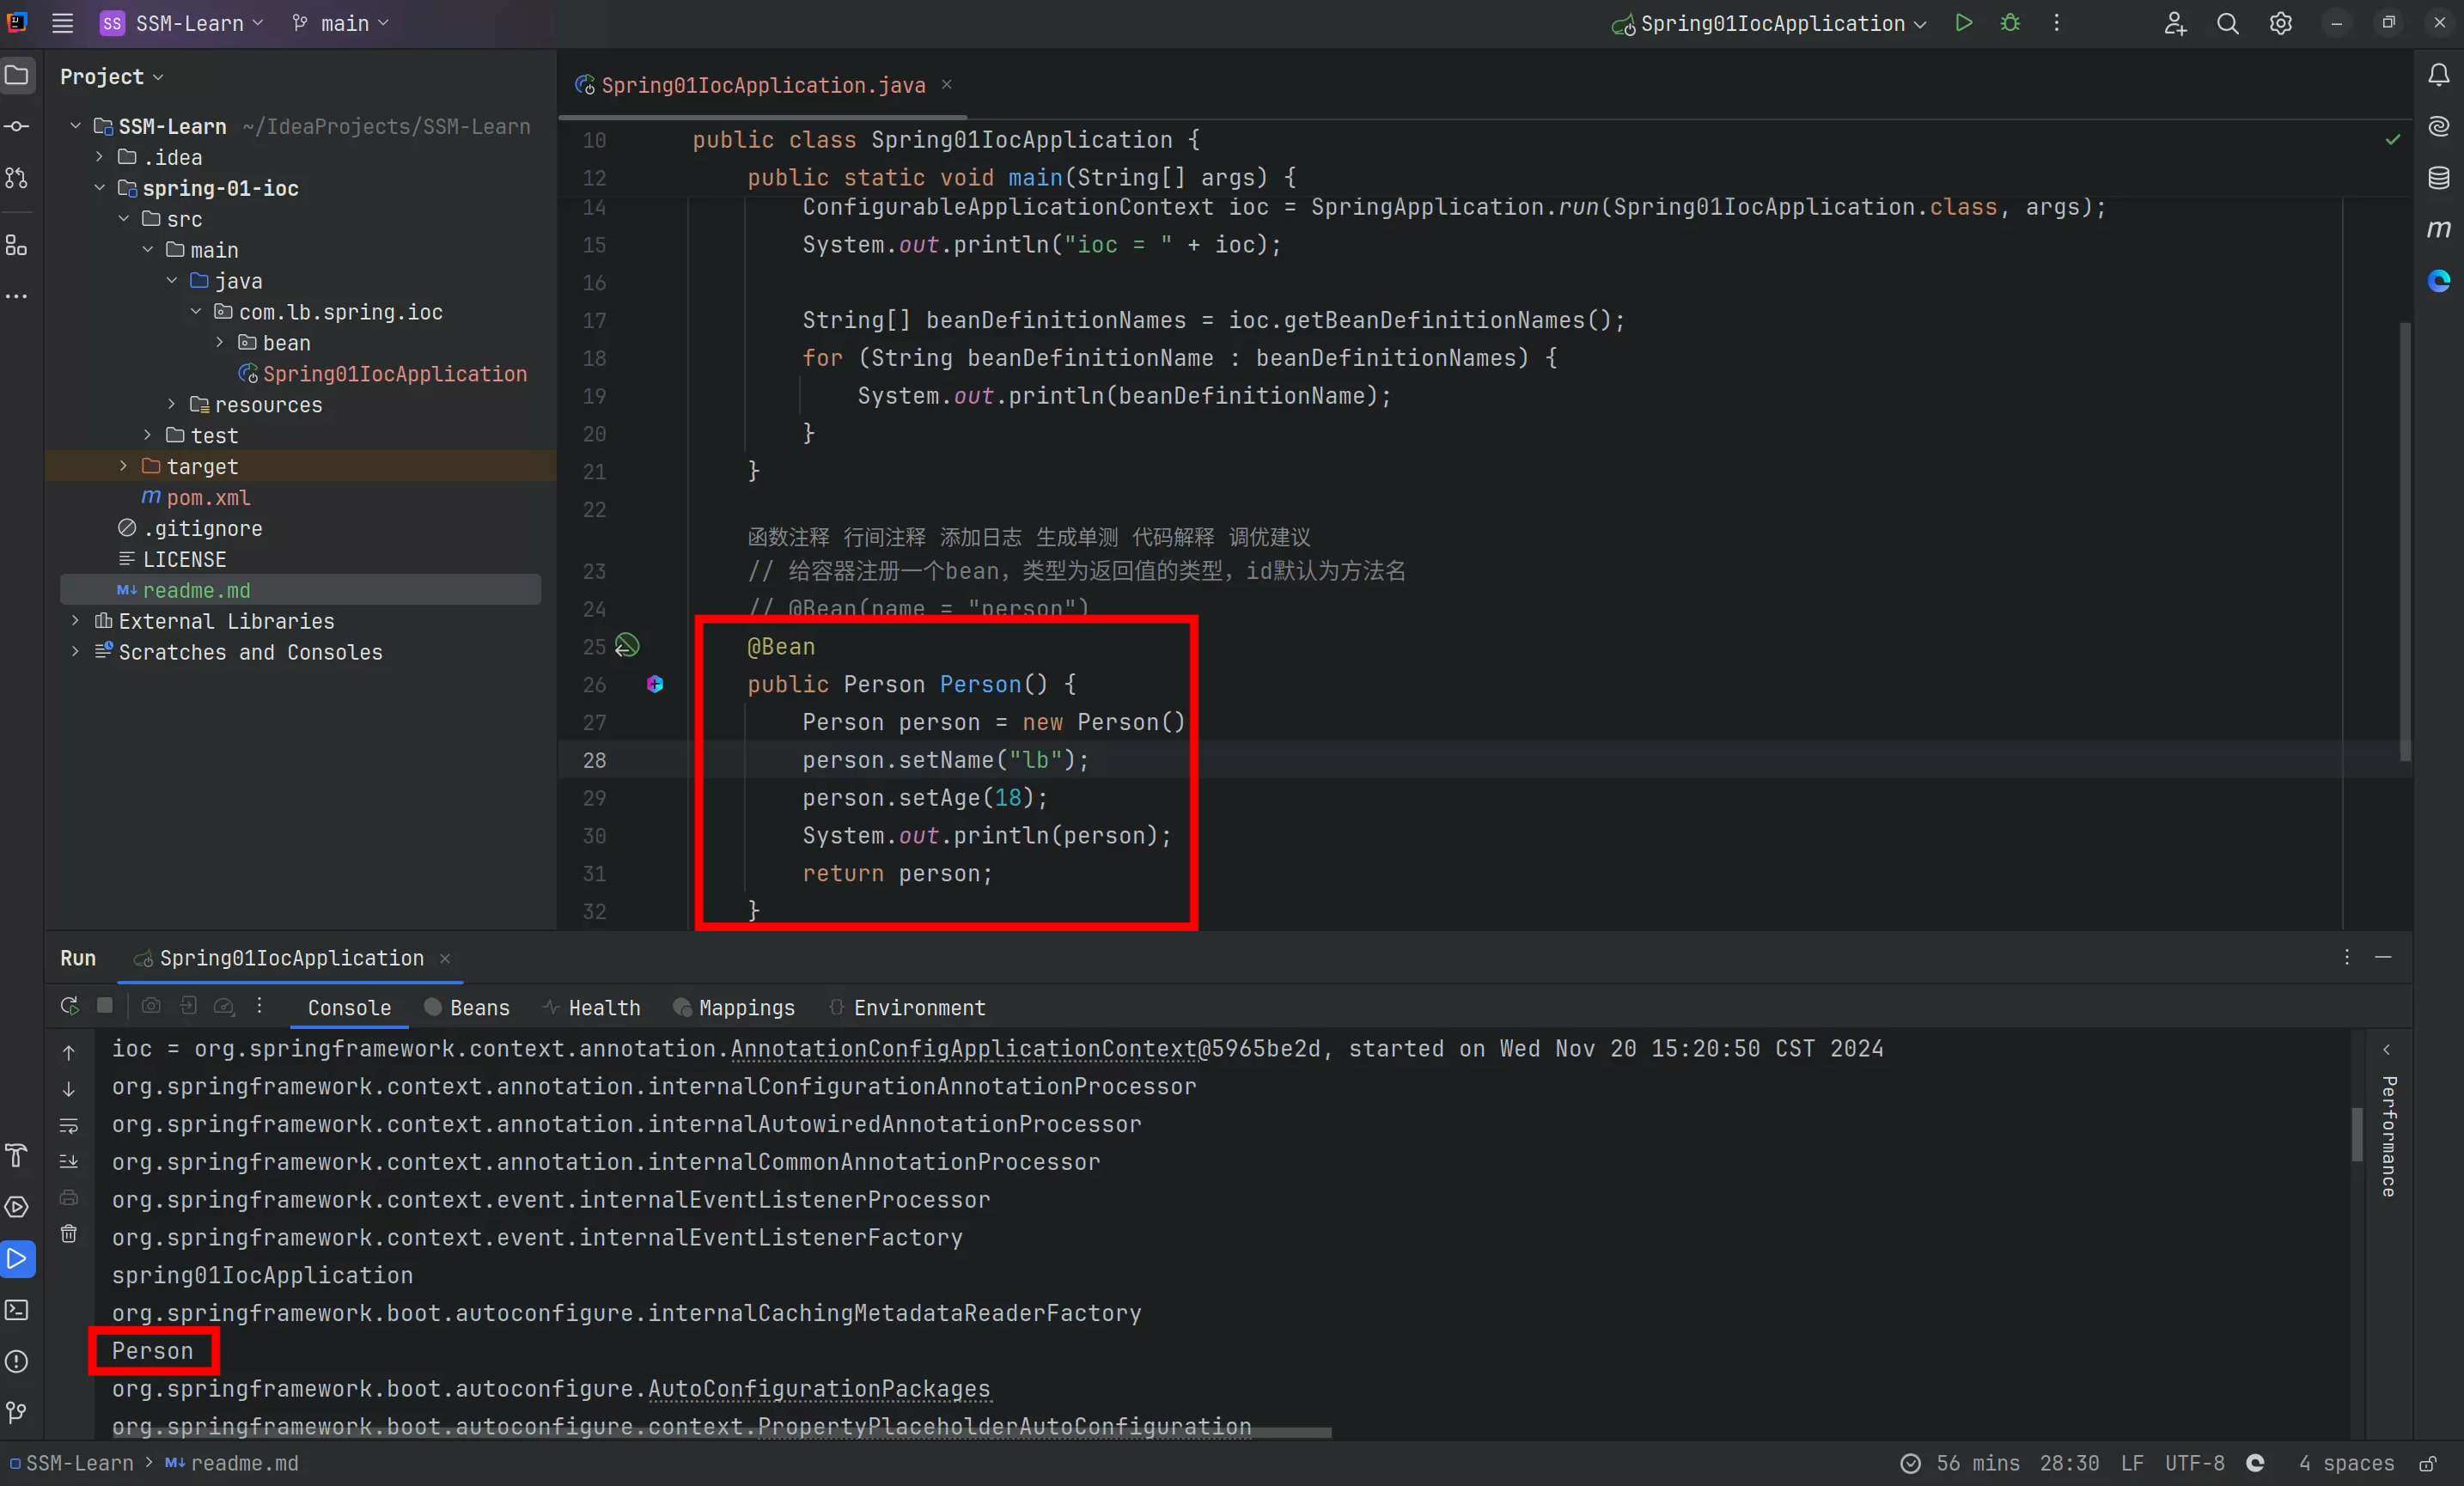 SS SSM-Learn main Spring01IocApplication
Project
SSM-Learn ~/IdeaProjects/SSM-Learn
.idea
spring-01-ioc
src
main
java
com.lb.spring.ioc
bean
Spring01IocApplication
resources
test
target
pom.xml
.gitignore
LICENSE
readme.md
External Libraries
Scratches and Consoles
Spring01IocApplication.java
10 public class Spring01IocApplication {
12 public static void main(String[] args) {
14 ConfigurableApplicationContext ioc = SpringApplication.run(Spring01IocApplication.class, args);
15 System.out.println("ioc = " + ioc);
16
17 String[] beanDefinitionNames = ioc.getBeanDefinitionNames();
18 for (String beanDefinitionName : beanDefinitionNames) {
19 System.out.println(beanDefinitionName);
20 }
21 }
22
函数注释 行间注释 添加日志 生成单测 代码解释 调优建议
23 // 给容器注册一个bean，类型为返回值的类型，id默认为方法名
24 // @Bean(name = "person")
25 @Bean
26 public Person Person() {
27 Person person = new Person()
28 person.setName("lb");
29 person.setAge(18);
30 System.out.println(person);
31 return person;
32 }
Run Spring01IocApplication
Console Beans Health Mappings Environment
ioc = org.springframework.context.annotation.AnnotationConfigApplicationContext@5965be2d, started on Wed Nov 20 15:20:50 CST 2024
org.springframework.context.annotation.internalConfigurationAnnotationProcessor
org.springframework.context.annotation.internalAutowiredAnnotationProcessor
org.springframework.context.annotation.internalCommonAnnotationProcessor
org.springframework.context.event.internalEventListenerProcessor
org.springframework.context.event.internalEventListenerFactory
spring01IocApplication
org.springframework.boot.autoconfigure.internalCachingMetadataReaderFactory
Person
org.springframework.boot.autoconfigure.AutoConfigurationPackages
org.springframework.boot.autoconfigure.context.PropertyPlaceholderAutoConfiguration
Performance
SSM-Learn > M↓ readme.md 56 mins 28:30 LF UTF-8 4 spaces